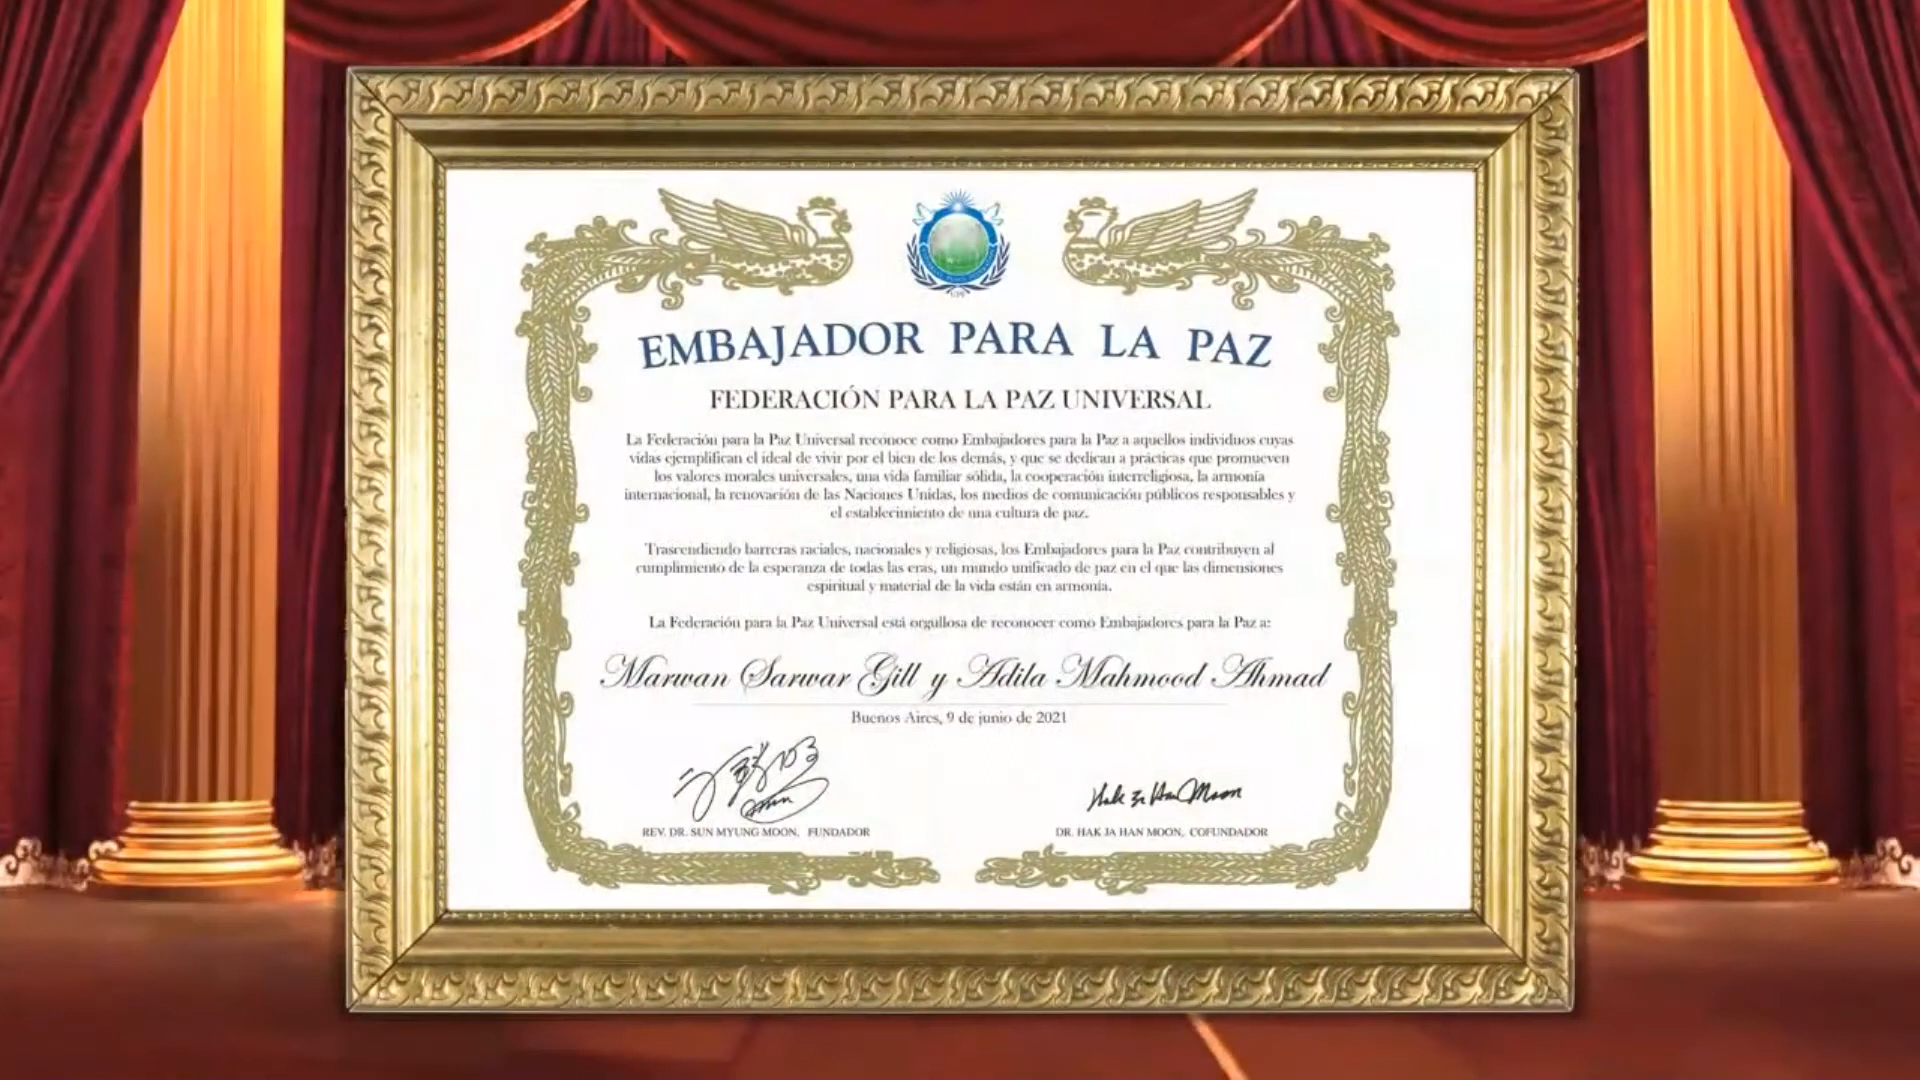 EMBAJADOR PARA LA PAZ
FEDERACIÓN PARA LA PAZ UNIVERSAL
La Federación para la Paz Universal reconoce como Embajadores para la Paz a aquellos individuos cuyas
vidas ejemplifican el ideal de vivir por el bien de los demás, y que se dedican a prácticas que promueven
los valores morales universales, una vida familiar sólida, la cooperación interreligiosa, la armonía
internacional, la renovación de las Naciones Unidas, los medios de comunicación públicos responsables y
el establecimiento de una cultura de paz.
Trascendiendo barreras raciales, nacionales y religiosas, los Embajadores para la Paz contribuyen al
cumplimiento de la esperanza de todas las eras, un mundo unificado de paz en el que las dimensiones
espiritual y material de la vida están en armonía.
La Federación para la Paz Universal está orgullosa de reconocer como Embajadores para la Paz a:
Marwan Sarwar Gill y Adila Mahmood Ahmad
Buenos Aires, 9 de junio de 2021
Hak Ja Han Moon
REV. DR. SUN MYUNG MOON, FUNDADOR
DR. HAK JA HAN MOON, COFUNDADOR